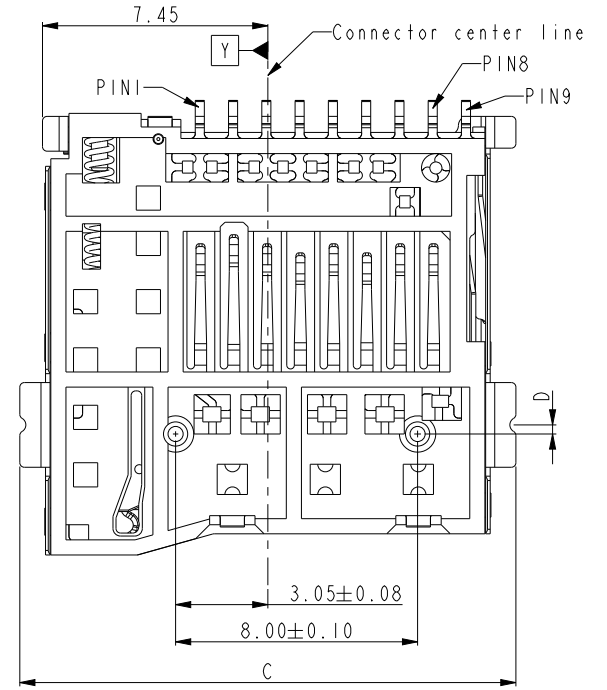 7.45
Connector center line
Y
PIN8
PIN1
PIN9
D
3.05±0.08
8.00±0.10
C